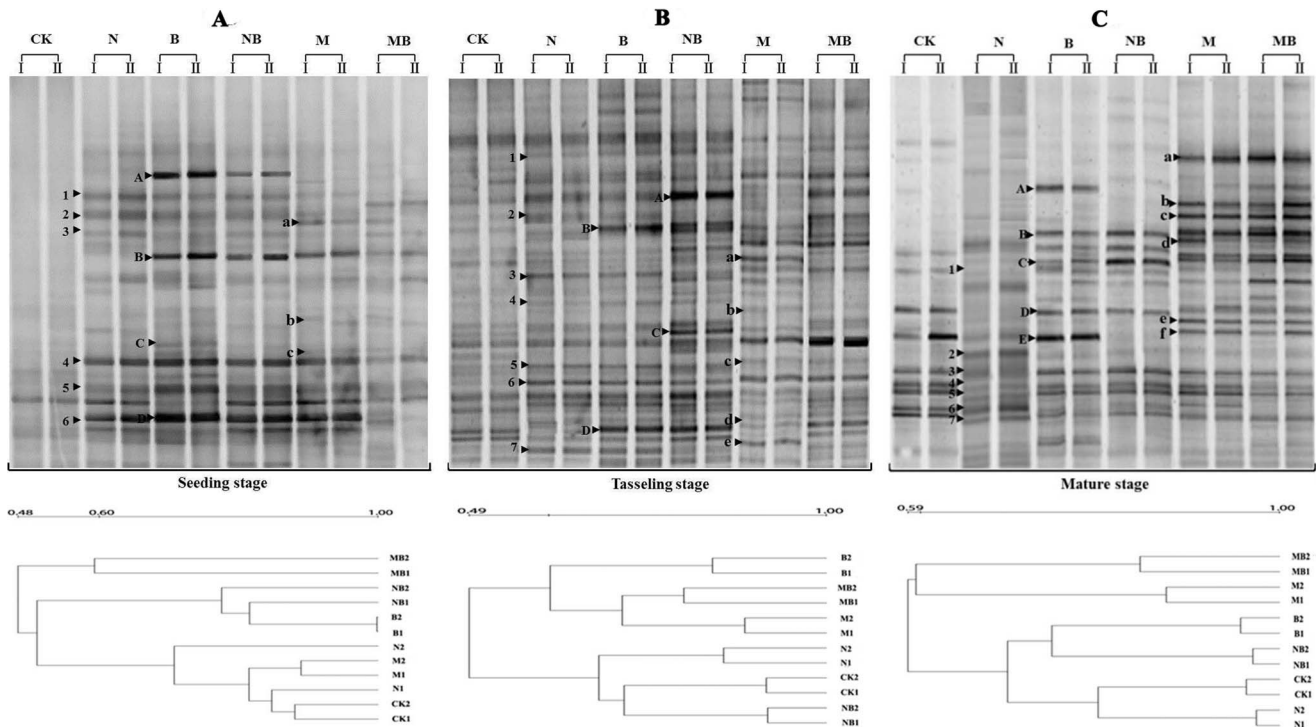 A B C
CK N B NB M MB
I II I II I II I II I II I II
CK N B NB M MB
I II I II I II I II I II I II
CK N B NB M MB
I II I II I II I II I II I II
A
1
2
3
a
B
b
C
c
4
5
D
6
1
A
2
B
a
3
4
b
C
c
5
6
d
D
e
7
a
A
b
c
B
d
C
1
D
e
E
f
2
3
4
5
6
7
Seeding stage
Tasseling stage
Mature stage
0,48 0,60 1,00
MB2
MB1
NB2
NB1
B2
B1
N2
M2
M1
N1
CK2
CK1
0,49 1,00
B2
B1
MB2
MB1
M2
M1
N2
N1
CK2
CK1
NB2
NB1
0,59 1,00
MB2
MB1
M2
M1
B2
B1
NB2
NB1
CK2
CK1
N2
N1